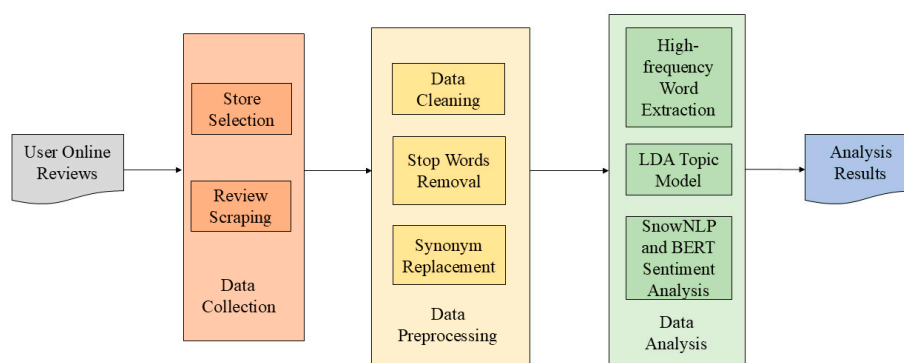 User Online
Reviews
Store
Selection
Review
Scraping
Data
Collection
Data
Cleaning
Stop Words
Removal
Synonym
Replacement
Data
Preprocessing
High-
frequency
Word
Extraction
LDA Topic
Model
SnowNLP
and BERT
Sentiment
Analysis
Data
Analysis
Analysis
Results